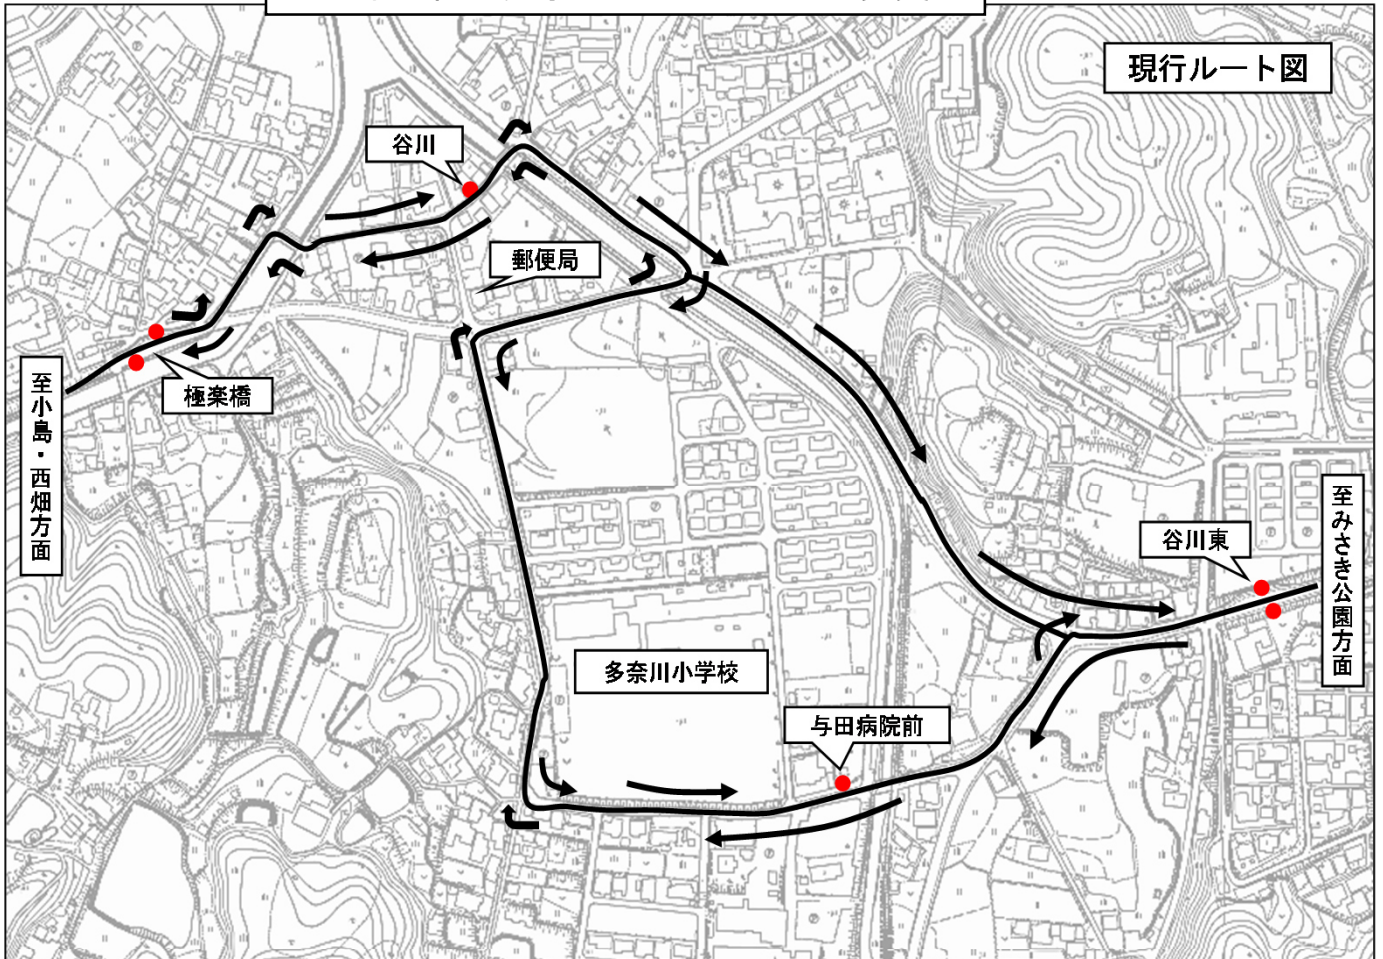 現行ルート図
谷川
郵便局
極楽橋
至小島・西畑方面
谷川東
至みさき公園方面
多奈川小学校
与田病院前